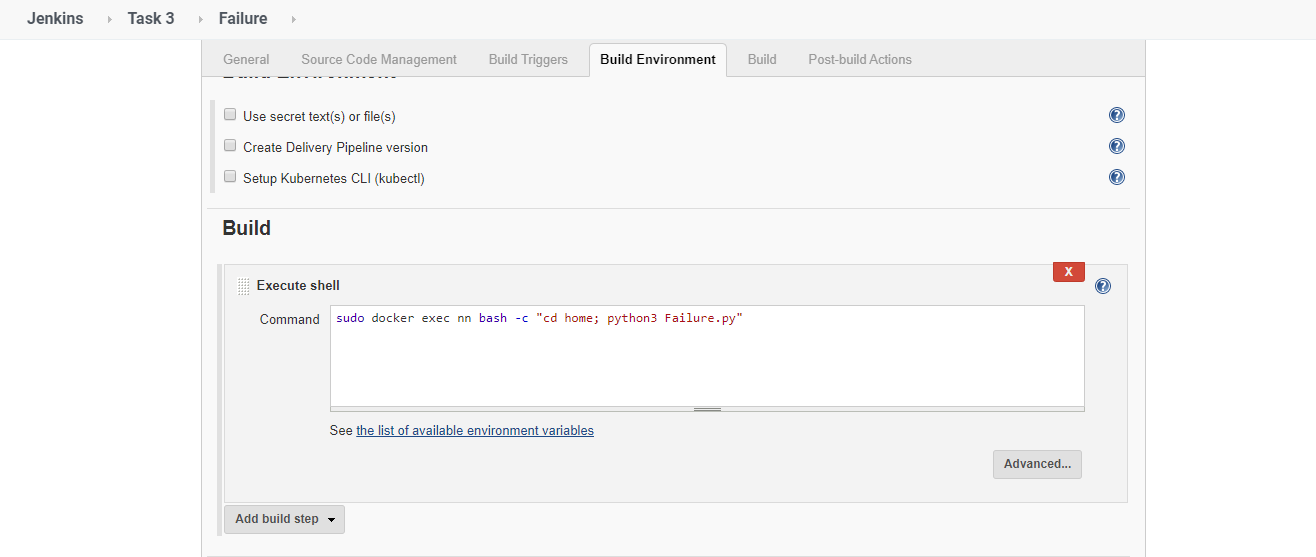 Jenkins Task 3 Failure
General Source Code Management Build Triggers Build Environment Build Post-build Actions
Build Environment
Use secret text(s) or file(s)
Create Delivery Pipeline version
Setup Kubernetes CLI (kubectl)
Build
X
Execute shell
Command sudo docker exec nn bash -c "cd home; python3 Failure.py"
See the list of available environment variables
Advanced...
Add build step